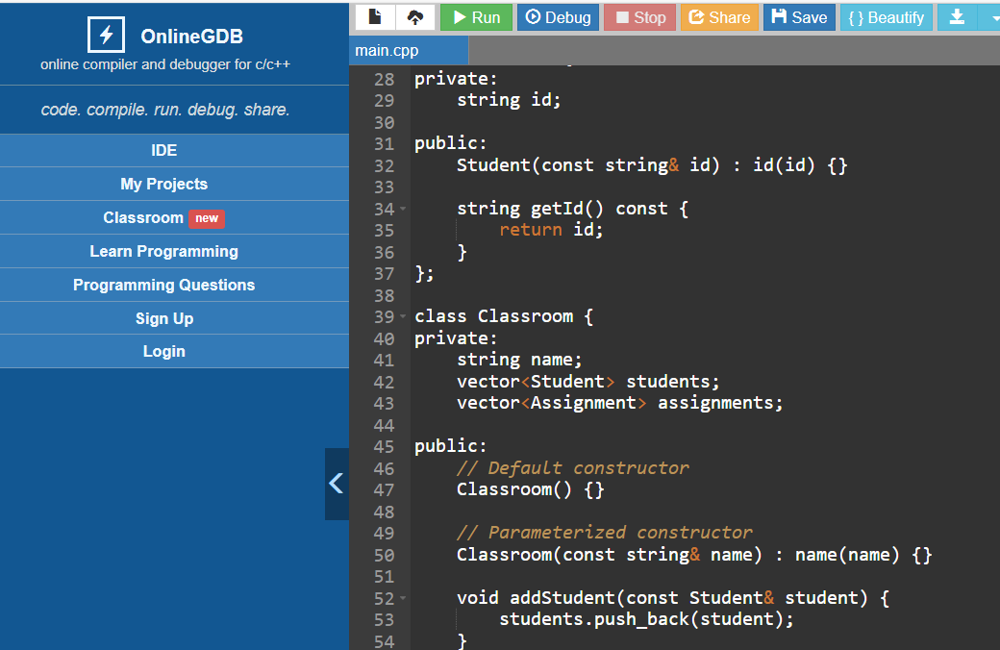 OnlineGDB
online compiler and debugger for c/c++
code. compile. run. debug. share.
IDE
My Projects
Classroom new
Learn Programming
Programming Questions
Sign Up
Login
Run Debug Stop Share Save { } Beautify
main.cpp
28 private:
29     string id;
30
31 public:
32     Student(const string& id) : id(id) {}
33
34     string getId() const {
35         return id;
36     }
37 };
38
39 class Classroom {
40 private:
41     string name;
42     vector<Student> students;
43     vector<Assignment> assignments;
44
45 public:
46     // Default constructor
47     Classroom() {}
48
49     // Parameterized constructor
50     Classroom(const string& name) : name(name) {}
51
52     void addStudent(const Student& student) {
53         students.push_back(student);
54     }